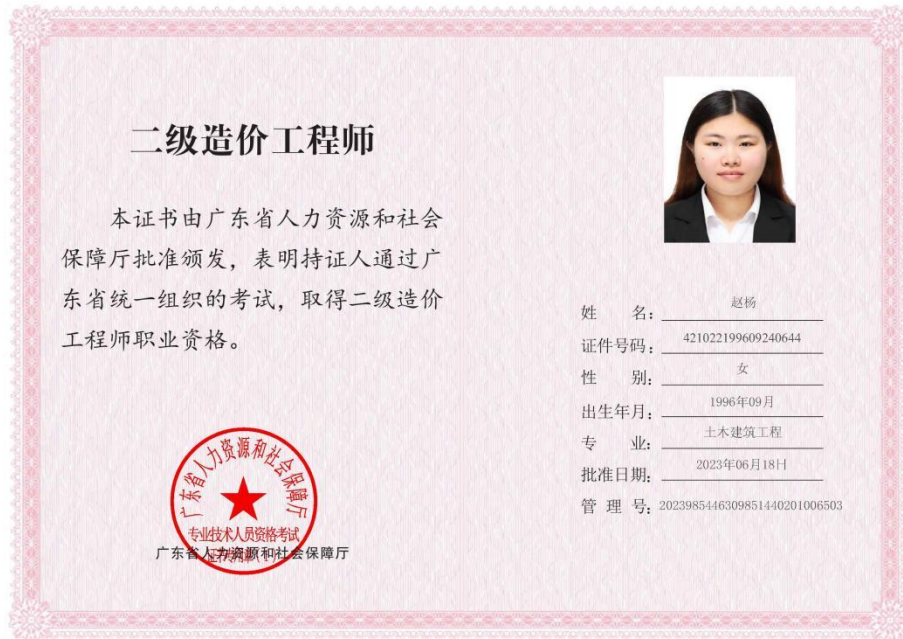 二级造价工程师
本证书由广东省人力资源和社会
保障厅批准颁发，表明持证人通过广
东省统一组织的考试，取得二级造价
工程师职业资格。
广东省人力资源和社会保障厅
专业技术人员资格考试
广东省人力资源和社会保障厅
姓 名：赵杨
证件号码：421022199609240644
性 别：女
出生年月：1996年09月
专 业：土木建筑工程
批准日期：2023年06月18日
管 理 号：20239854463098514402010065​03